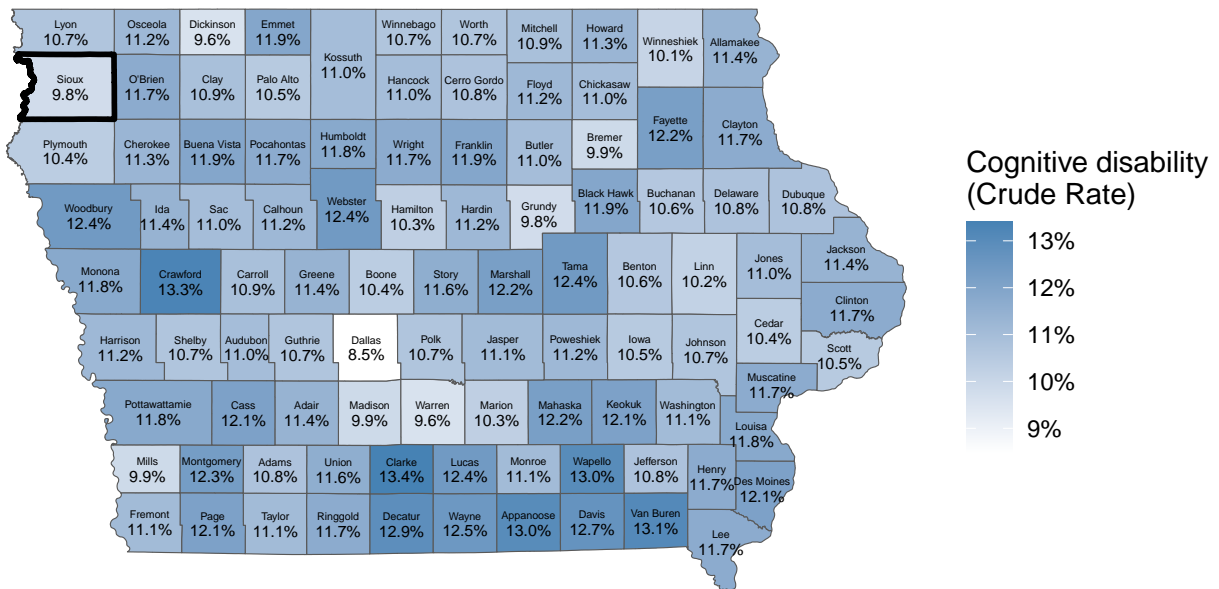 Lyon
10.7%
Osceola
11.2%
Dickinson
9.6%
Emmet
11.9%
Kossuth
11.0%
Winnebago
10.7%
Worth
10.7%
Mitchell
10.9%
Howard
11.3%
Winneshiek
10.1%
Allamakee
11.4%
Sioux
9.8%
O'Brien
11.7%
Clay
10.9%
Palo Alto
10.5%
Hancock
11.0%
Cerro Gordo
10.8%
Floyd
11.2%
Chickasaw
11.0%
Fayette
12.2%
Clayton
11.7%
Plymouth
10.4%
Cherokee
11.3%
Buena Vista
11.9%
Pocahontas
11.7%
Humboldt
11.8%
Wright
11.7%
Franklin
11.9%
Butler
11.0%
Bremer
9.9%
Woodbury
12.4%
Ida
11.4%
Sac
11.0%
Calhoun
11.2%
Webster
12.4%
Hamilton
10.3%
Hardin
11.2%
Grundy
9.8%
Black Hawk
11.9%
Buchanan
10.6%
Delaware
10.8%
Dubuque
10.8%
Monona
11.8%
Crawford
13.3%
Carroll
10.9%
Greene
11.4%
Boone
10.4%
Story
11.6%
Marshall
12.2%
Tama
12.4%
Benton
10.6%
Linn
10.2%
Jones
11.0%
Jackson
11.4%
Clinton
11.7%
Harrison
11.2%
Shelby
10.7%
Audubon
11.0%
Guthrie
10.7%
Dallas
8.5%
Polk
10.7%
Jasper
11.1%
Poweshiek
11.2%
Iowa
10.5%
Johnson
10.7%
Cedar
10.4%
Scott
10.5%
Muscatine
11.7%
Pottawattamie
11.8%
Cass
12.1%
Adair
11.4%
Madison
9.9%
Warren
9.6%
Marion
10.3%
Mahaska
12.2%
Keokuk
12.1%
Washington
11.1%
Louisa
11.8%
Mills
9.9%
Montgomery
12.3%
Adams
10.8%
Union
11.6%
Clarke
13.4%
Lucas
12.4%
Monroe
11.1%
Wapello
13.0%
Jefferson
10.8%
Henry
11.7%
Des Moines
12.1%
Fremont
11.1%
Page
12.1%
Taylor
11.1%
Ringgold
11.7%
Decatur
12.9%
Wayne
12.5%
Appanoose
13.0%
Davis
12.7%
Van Buren
13.1%
Lee
11.7%
Cognitive disability
(Crude Rate)
13%
12%
11%
10%
9%